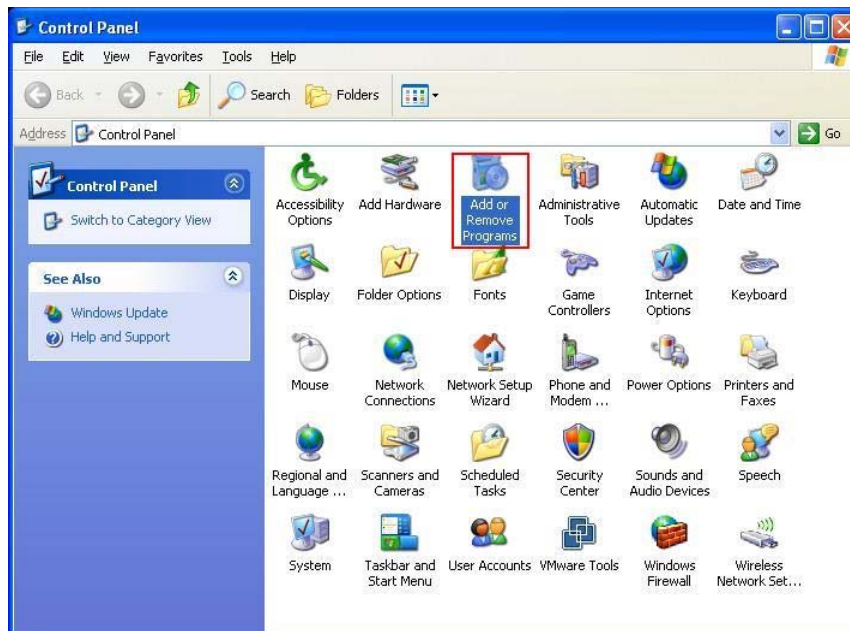 Control Panel
File Edit View Favorites Tools Help
Back Search Folders
Address Control Panel Go
Control Panel
Switch to Category View
See Also
Windows Update
Help and Support
Accessibility Options
Add Hardware
Add or Remove Programs
Administrative Tools
Automatic Updates
Date and Time
Display
Folder Options
Fonts
Game Controllers
Internet Options
Keyboard
Mouse
Network Connections
Network Setup Wizard
Phone and Modem ...
Power Options
Printers and Faxes
Regional and Language ...
Scanners and Cameras
Scheduled Tasks
Security Center
Sounds and Audio Devices
Speech
System
Taskbar and Start Menu
User Accounts
VMware Tools
Windows Firewall
Wireless Network Set...